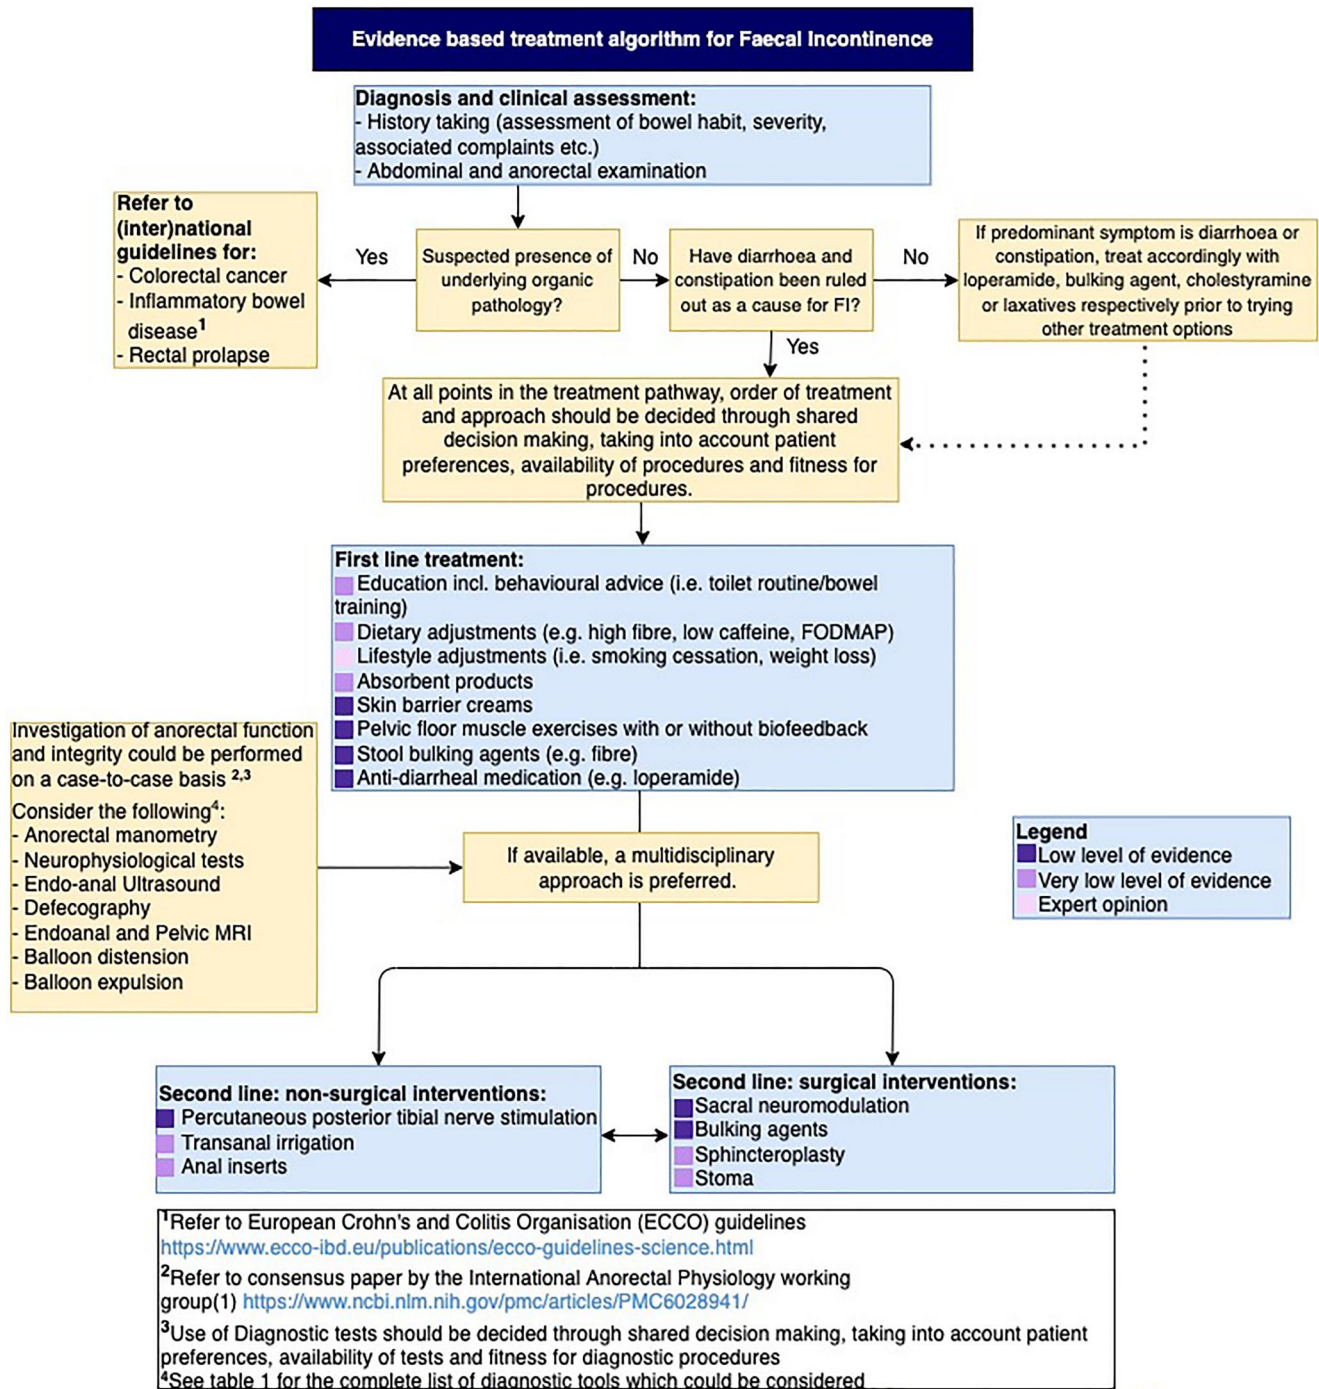 Evidence based treatment algorithm for Faecal Incontinence
Diagnosis and clinical assessment:
- History taking (assessment of bowel habit, severity,
associated complaints etc.)
- Abdominal and anorectal examination
Refer to
(inter)national
guidelines for:
- Colorectal cancer
- Inflammatory bowel
disease¹
- Rectal prolapse
Yes
Suspected presence of
underlying organic
pathology?
No
Have diarrhoea and
constipation been ruled
out as a cause for FI?
No
If predominant symptom is diarrhoea or
constipation, treat accordingly with
loperamide, bulking agent, cholestyramine
or laxatives respectively prior to trying
other treatment options
Yes
At all points in the treatment pathway, order of treatment
and approach should be decided through shared
decision making, taking into account patient
preferences, availability of procedures and fitness for
procedures.
First line treatment:
Education incl. behavioural advice (i.e. toilet routine/bowel
training)
Dietary adjustments (e.g. high fibre, low caffeine, FODMAP)
Lifestyle adjustments (i.e. smoking cessation, weight loss)
Absorbent products
Skin barrier creams
Pelvic floor muscle exercises with or without biofeedback
Stool bulking agents (e.g. fibre)
Anti-diarrheal medication (e.g. loperamide)
Investigation of anorectal function
and integrity could be performed
on a case-to-case basis ²,³
Consider the following⁴:
- Anorectal manometry
- Neurophysiological tests
- Endo-anal Ultrasound
- Defecography
- Endoanal and Pelvic MRI
- Balloon distension
- Balloon expulsion
If available, a multidisciplinary
approach is preferred.
Legend
Low level of evidence
Very low level of evidence
Expert opinion
Second line: non-surgical interventions:
Percutaneous posterior tibial nerve stimulation
Transanal irrigation
Anal inserts
Second line: surgical interventions:
Sacral neuromodulation
Bulking agents
Sphincteroplasty
Stoma
¹Refer to European Crohn's and Colitis Organisation (ECCO) guidelines
https://www.ecco-ibd.eu/publications/ecco-guidelines-science.html
²Refer to consensus paper by the International Anorectal Physiology working
group(1) https://www.ncbi.nlm.nih.gov/pmc/articles/PMC6028941/
³Use of Diagnostic tests should be decided through shared decision making, taking into account patient
preferences, availability of tests and fitness for diagnostic procedures
⁴See table 1 for the complete list of diagnostic tools which could be considered